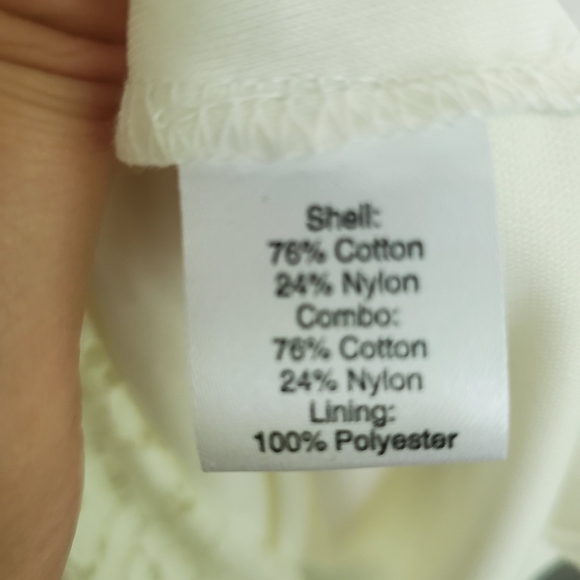 Shell:
76% Cotton
24% Nylon
Combo:
76% Cotton
24% Nylon
Lining:
100% Polyester